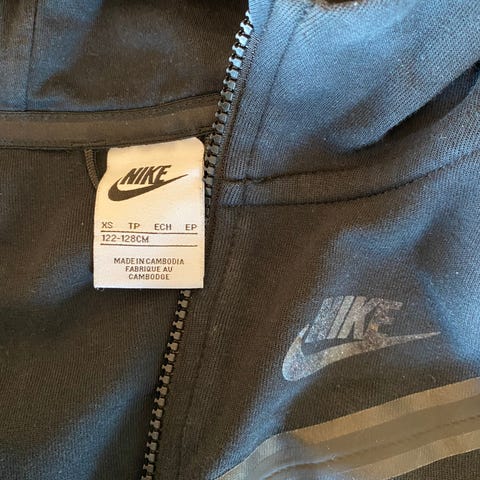 NIKE
XS TP ECH EP
122-128CM
MADE IN CAMBODIA
FABRIQUE AU
CAMBODGE
NIKE